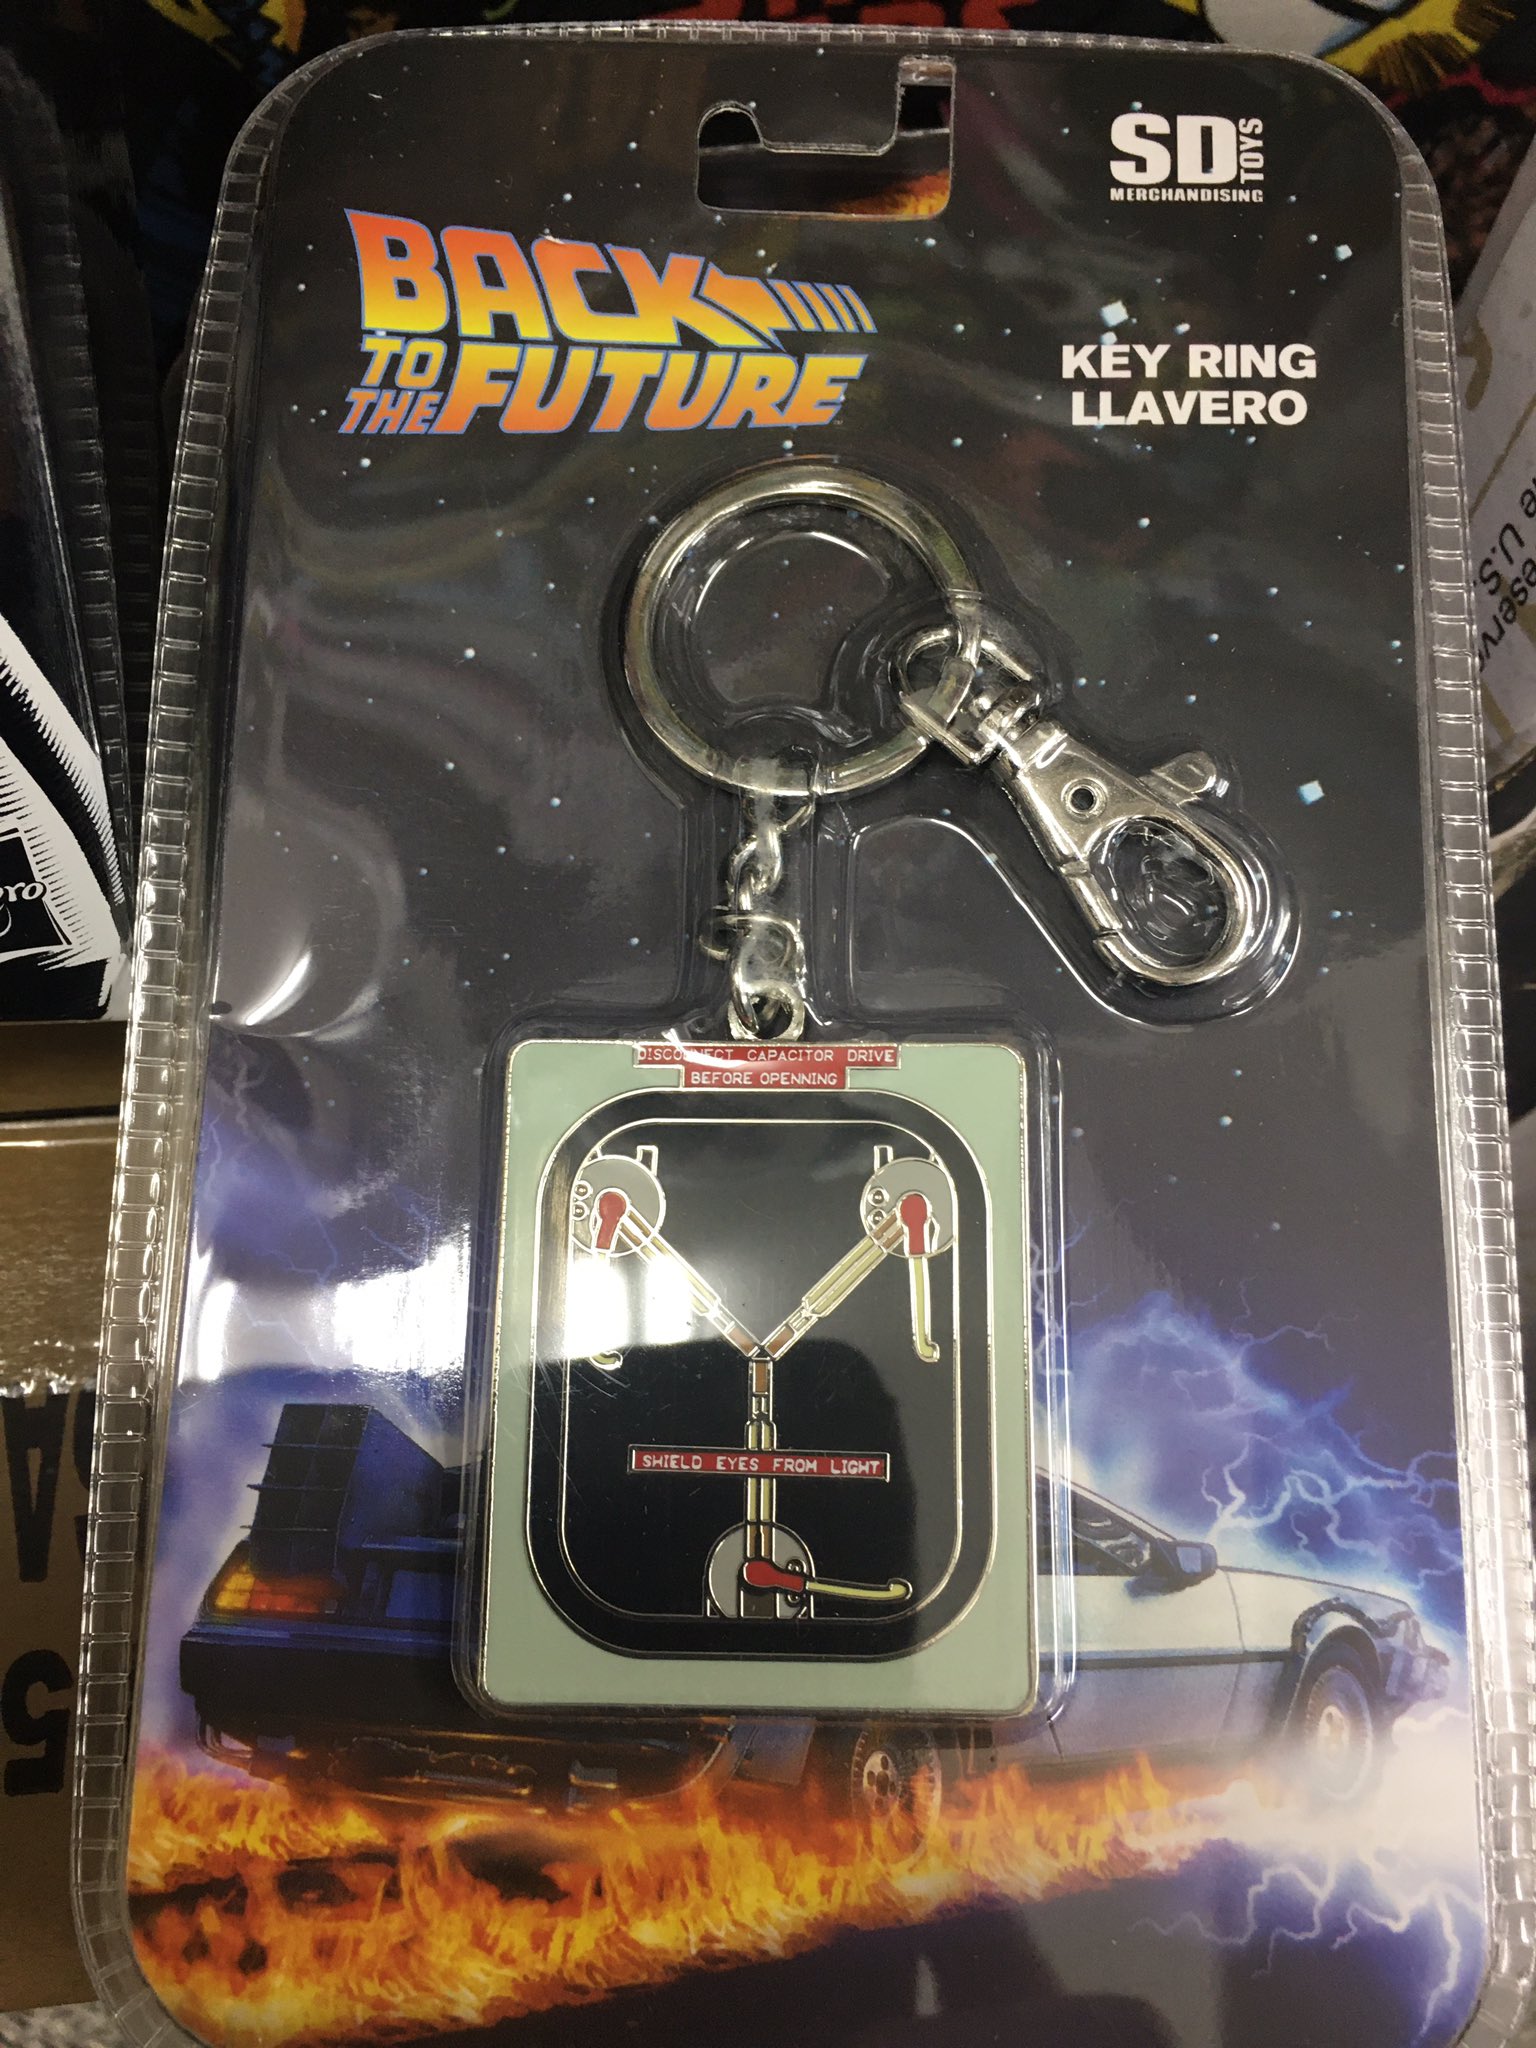 SD TOYS
MERCHANDISING
BACK
TO
THE FUTURE
KEY RING
LLAVERO
DISCONNECT CAPACITOR DRIVE
BEFORE OPENNING
SHIELD EYES FROM LIGHT
U.S.
5